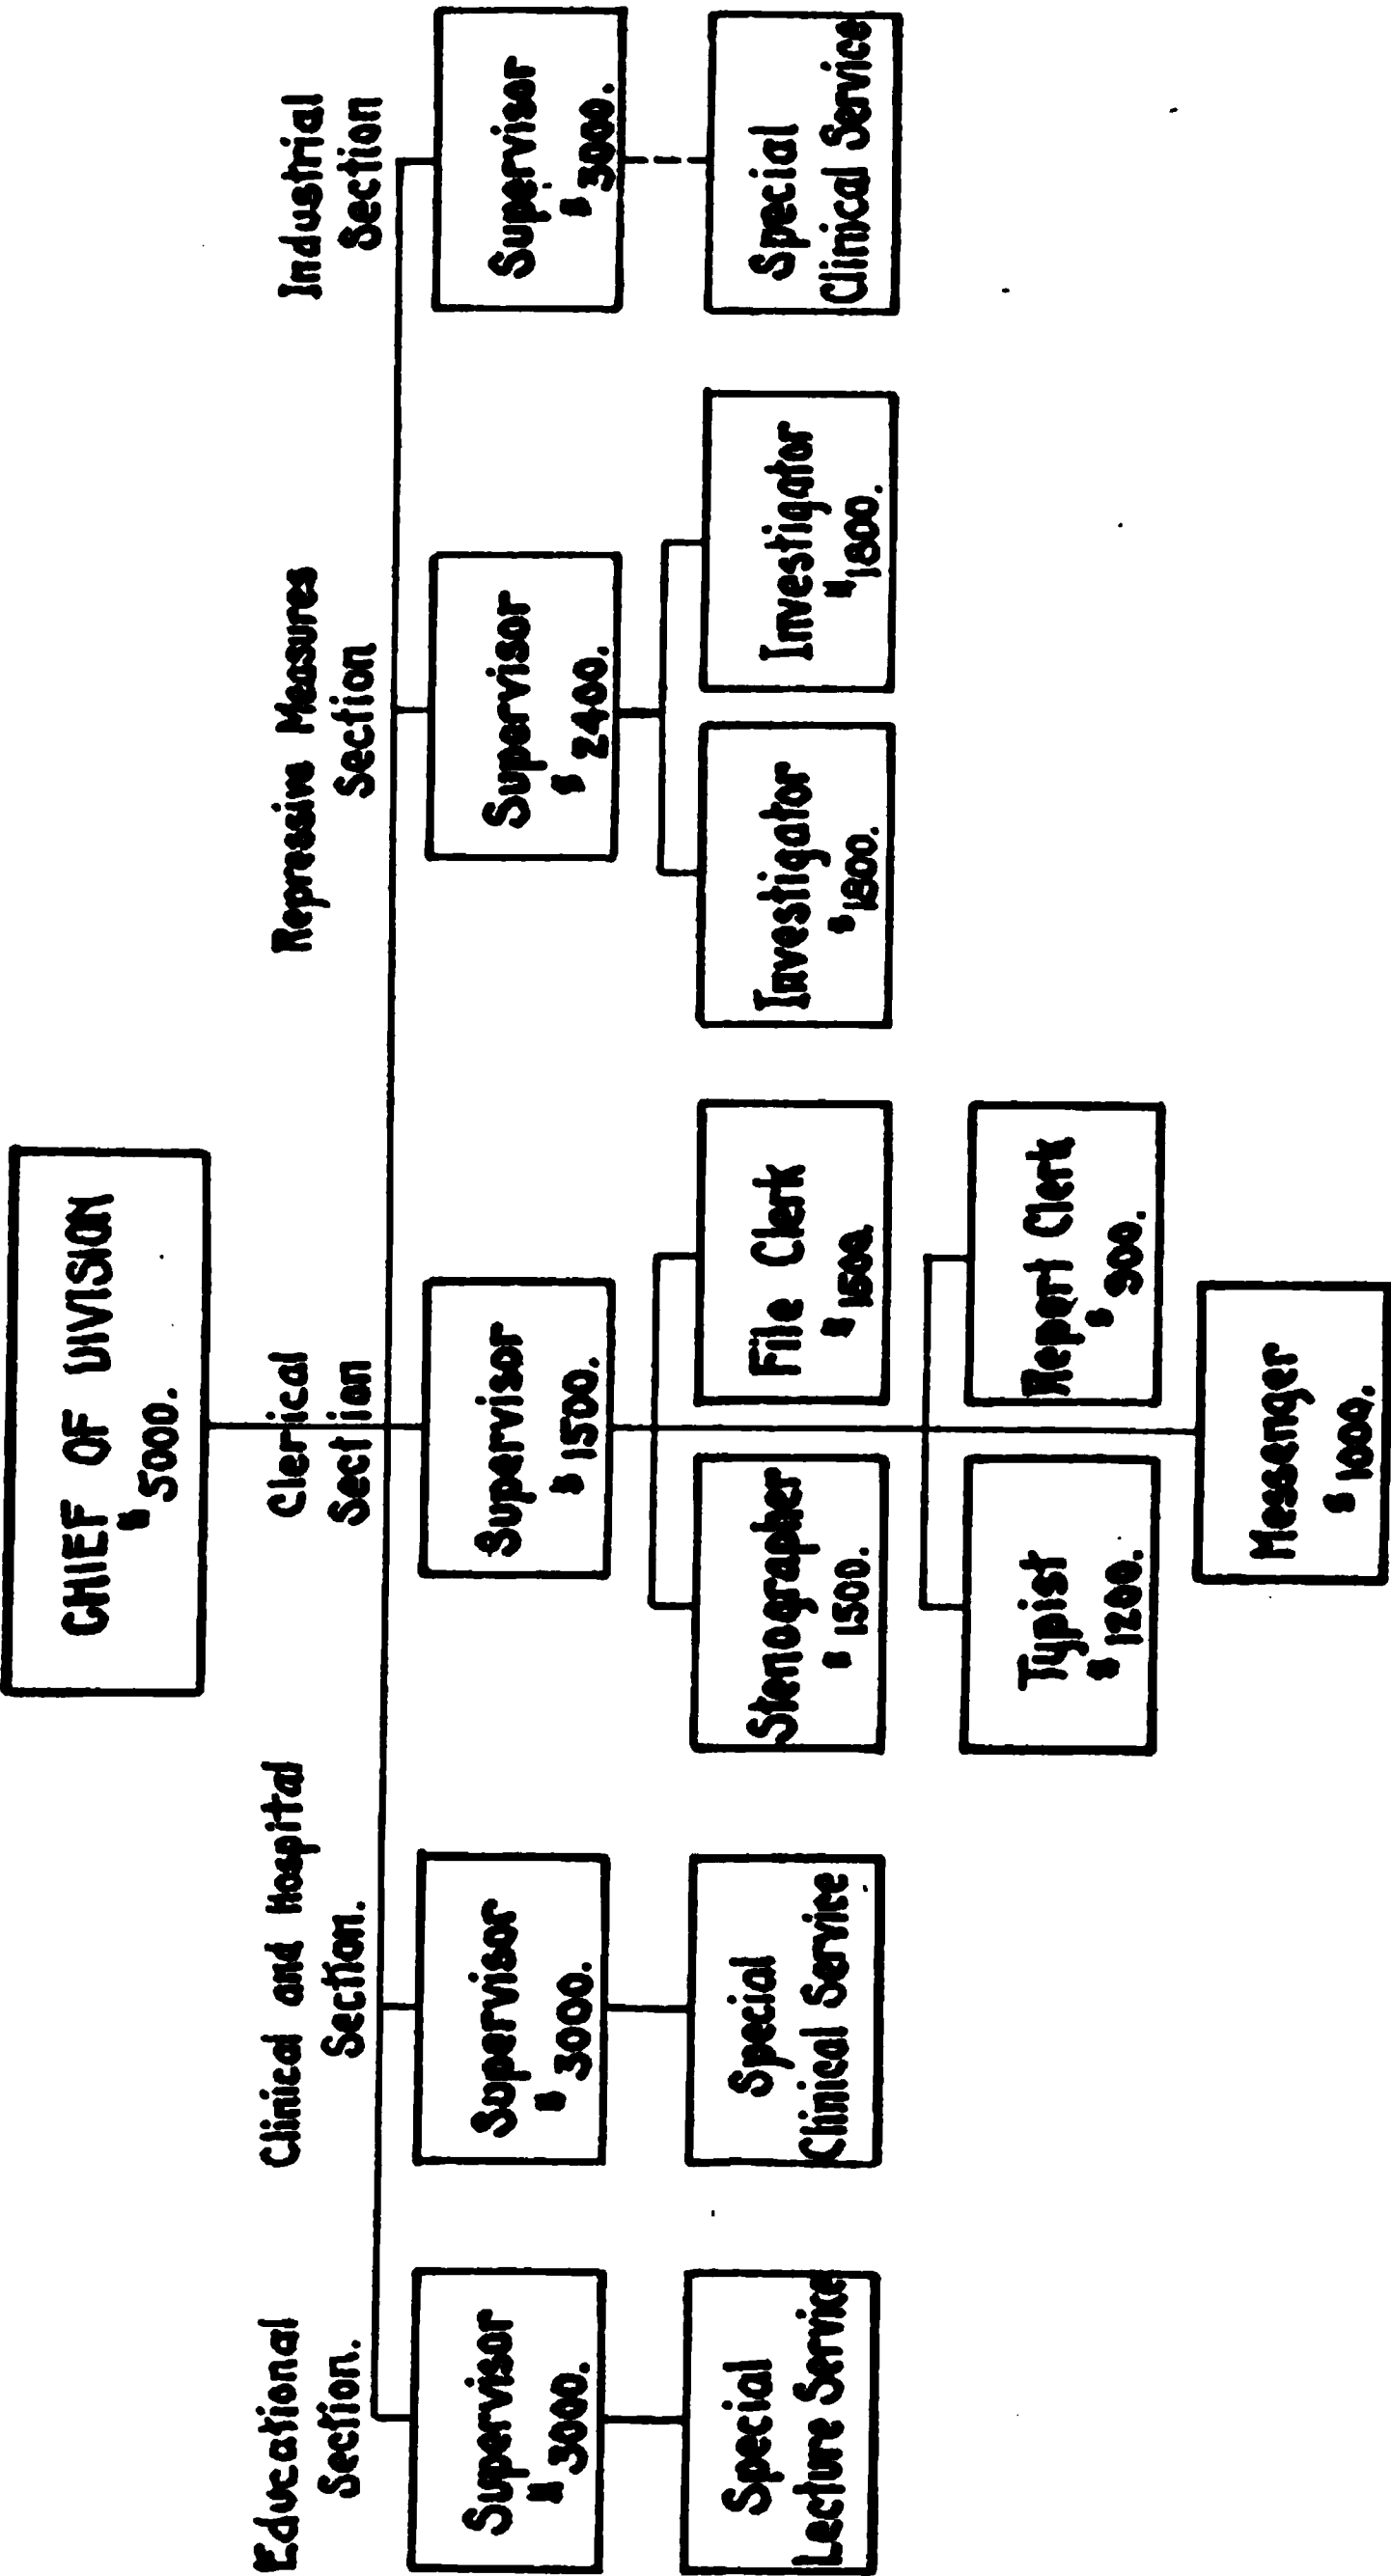 CHIEF OF DIVISION
$5000.
Educational
Section.
Clinical and Hospital
Section.
Clerical
Section
Repressive Measures
Section
Industrial
Section
Supervisor
$3000.
Supervisor
$3000.
Supervisor
$1500.
Supervisor
$2400.
Supervisor
$3000.
Special
Lecture Service
Special
Clinical Service
Stenographer
$1500.
File Clerk
$1500.
Investigator
$1800.
Investigator
$1800.
Special
Clinical Service
Typist
$1200.
Report Clerk
$900.
Messenger
$1000.